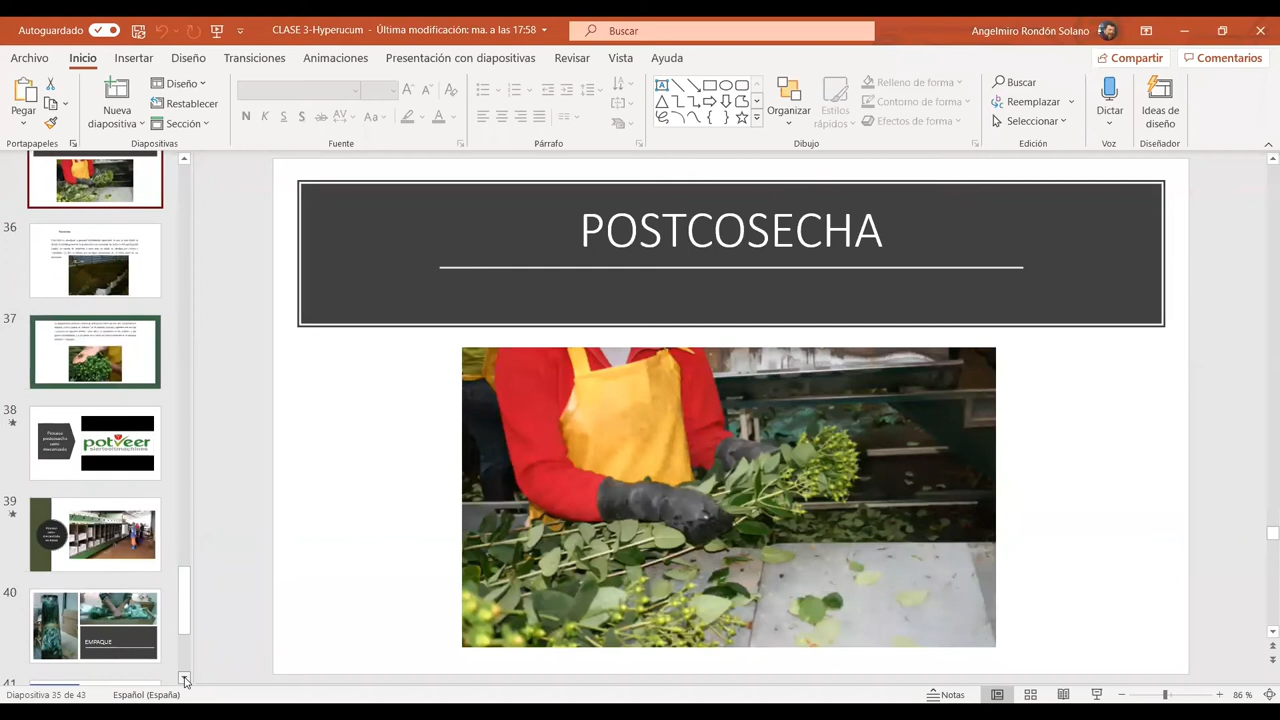 Autoguardado
CLASE 3-Hyperucum - Última modificación: ma. a las 17:58
Buscar
Angelmiro Rondón Solano
Archivo Inicio Insertar Diseño Transiciones Animaciones Presentación con diapositivas Revisar Vista Ayuda
Compartir Comentarios
Pegar
Nueva diapositiva
Diseño
Restablecer
Sección
N S S ab AV Aa A
Organizar
Estilos rápidos
Relleno de forma
Contorno de forma
Efectos de forma
Buscar
Reemplazar
Seleccionar
Dictar
Ideas de diseño
Portapapeles Diapositivas Fuente Párrafo Dibujo Edición Voz Diseñador
36
37
38
potveer
39
40
EMPAQUE
41
POSTCOSECHA
Diapositiva 35 de 43 Español (España) Notas 86 %